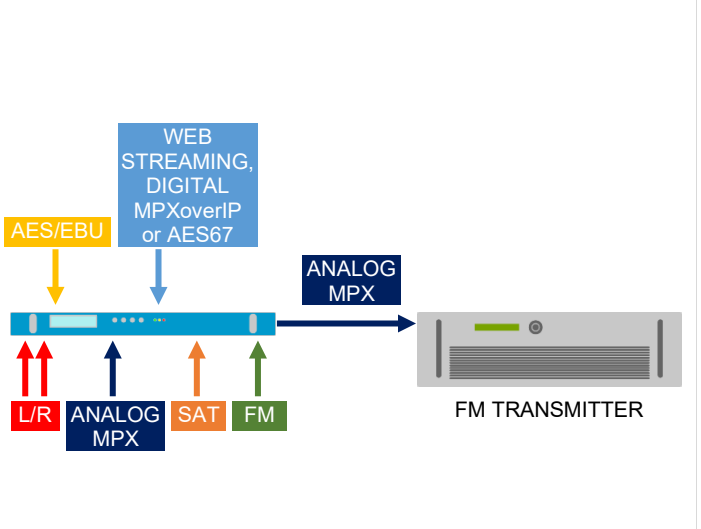 WEB
STREAMING,
DIGITAL
MPXoverIP
or AES67
AES/EBU
ANALOG
MPX
L/R
ANALOG
MPX
SAT
FM
FM TRANSMITTER